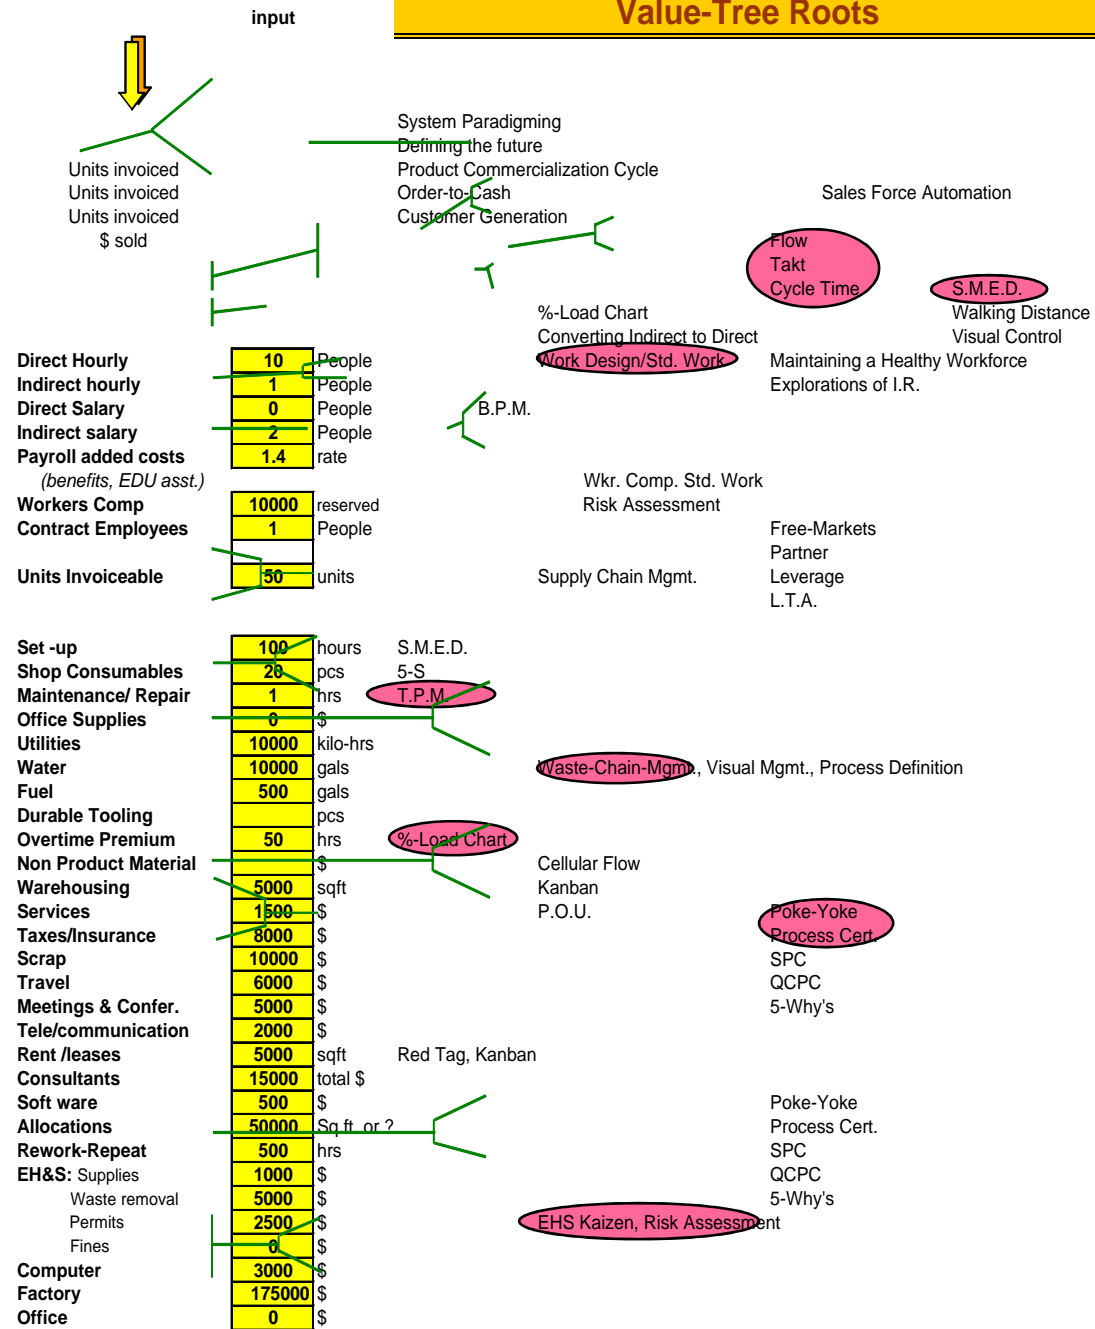 Value-Tree Roots
input
System Paradigming
Defining the future
Units invoiced Product Commercialization Cycle
Units invoiced Order-to-Cash Sales Force Automation
Units invoiced Customer Generation
$ sold Flow
Takt
Cycle Time S.M.E.D.
%-Load Chart Walking Distance
Converting Indirect to Direct Visual Control
Direct Hourly 10 People Work Design/Std. Work Maintaining a Healthy Workforce
Indirect hourly 1 People Explorations of I.R.
Direct Salary 0 People B.P.M.
Indirect salary 2 People
Payroll added costs 1.4 rate
(benefits, EDU asst.) Wkr. Comp. Std. Work
Workers Comp 10000 reserved Risk Assessment
Contract Employees 1 People Free-Markets
Partner
Units Invoiceable 50 units Supply Chain Mgmt. Leverage
L.T.A.
Set -up 100 hours S.M.E.D.
Shop Consumables 20 pcs 5-S
Maintenance/ Repair 1 hrs T.P.M.
Office Supplies 0 $
Utilities 10000 kilo-hrs
Water 10000 gals Waste-Chain-Mgmt., Visual Mgmt., Process Definition
Fuel 500 gals
Durable Tooling pcs
Overtime Premium 50 hrs %-Load Chart
Non Product Material $ Cellular Flow
Warehousing 5000 sqft Kanban
Services 1500 $ P.O.U. Poke-Yoke
Taxes/Insurance 8000 $ Process Cert.
Scrap 10000 $ SPC
Travel 6000 $ QCPC
Meetings & Confer. 5000 $ 5-Why's
Tele/communication 2000 $
Rent /leases 5000 sqft Red Tag, Kanban
Consultants 15000 total $
Soft ware 500 $ Poke-Yoke
Allocations 50000 Sq ft. or ? Process Cert.
Rework-Repeat 500 hrs SPC
EH&S: Supplies 1000 $ QCPC
Waste removal 5000 $ 5-Why's
Permits 2500 $ EHS Kaizen, Risk Assessment
Fines 0 $
Computer 3000 $
Factory 175000 $
Office 0 $